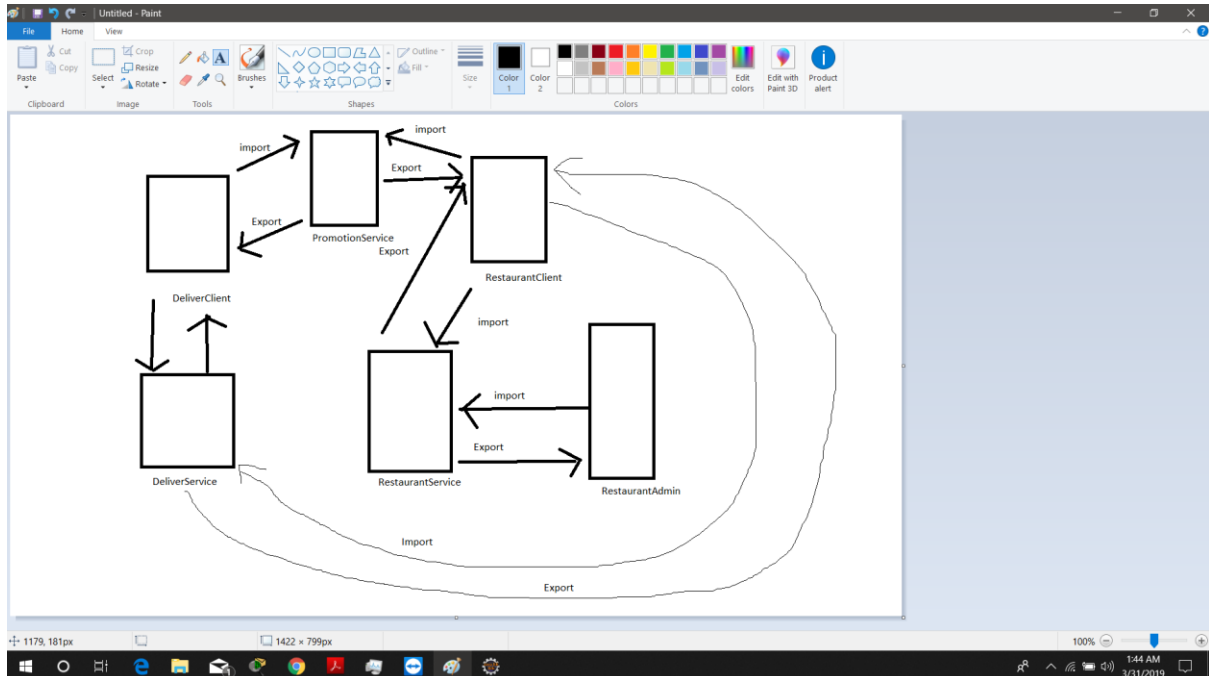 Untitled - Paint
File Home View
Cut
Copy
Paste
Clipboard
Crop
Resize
Rotate
Select
Image
A
Tools
Brushes
Outline
Fill
Shapes
Size
Color 1
Color 2
Edit colors
Colors
Edit with Paint 3D
Product alert
import
import
Export
Export
PromotionService
Export
RestaurantClient
DeliverClient
import
import
Export
DeliverService
RestaurantService
RestaurantAdmin
Import
Export
1179, 181px
1422 × 799px
100%
1:44 AM
3/31/2019